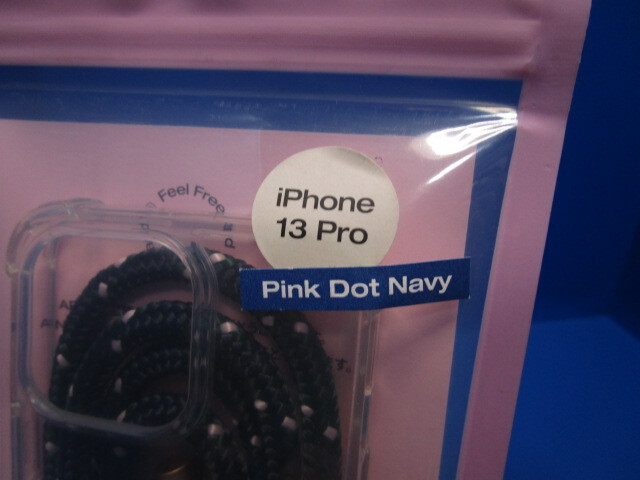 Feel Free
iPhone
13 Pro
Pink Dot Navy